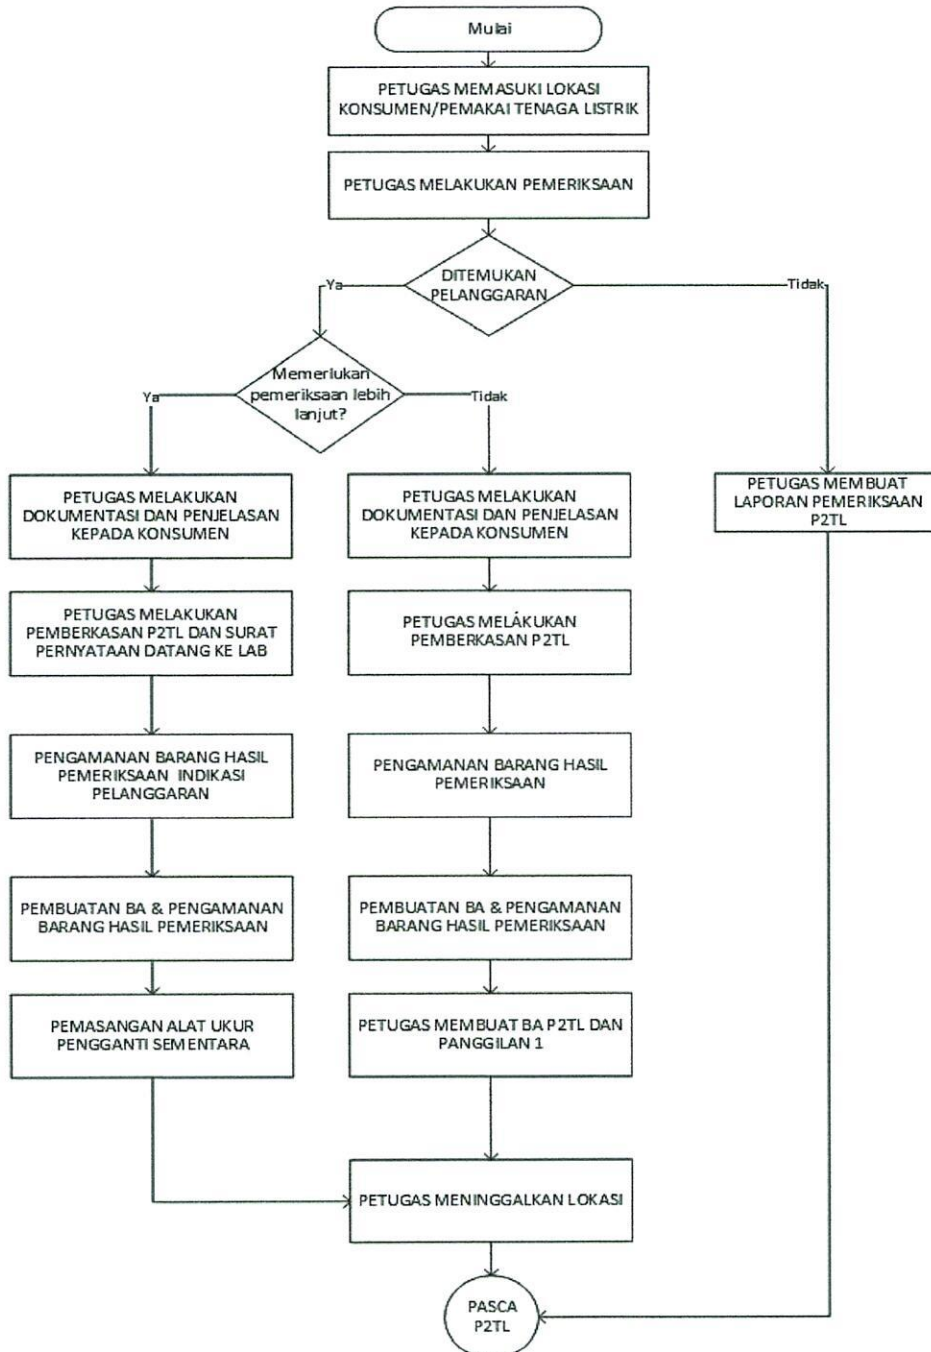 Mulai
PETUGAS MEMASUKI LOKASI
KONSUMEN/PEMAKAI TENAGA LISTRIK
PETUGAS MELAKUKAN PEMERIKSAAN
DITEMUKAN
PELANGGARAN
Ya
Tidak
Memerlukan
pemeriksaan lebih
lanjut?
Ya
Tidak
PETUGAS MELAKUKAN
DOKUMENTASI DAN PENJELASAN
KEPADA KONSUMEN
PETUGAS MELAKUKAN
DOKUMENTASI DAN PENJELASAN
KEPADA KONSUMEN
PETUGAS MEMBUAT
LAPORAN PEMERIKSAAN
P2TL
PETUGAS MELAKUKAN
PEMBERKASAN P2TL DAN SURAT
PERNYATAAN DATANG KE LAB
PETUGAS MELAKUKAN
PEMBERKASAN P2TL
PENGAMANAN BARANG HASIL
PEMERIKSAAN INDIKASI
PELANGGARAN
PENGAMANAN BARANG HASIL
PEMERIKSAAN
PEMBUATAN BA & PENGAMANAN
BARANG HASIL PEMERIKSAAN
PEMBUATAN BA & PENGAMANAN
BARANG HASIL PEMERIKSAAN
PEMASANGAN ALAT UKUR
PENGGANTI SEMENTARA
PETUGAS MEMBUAT BA P2TL DAN
PANGGILAN 1
PETUGAS MENINGGALKAN LOKASI
PASCA
P2TL